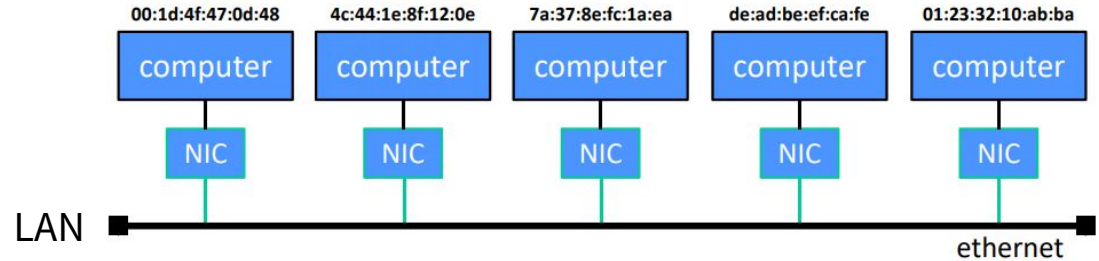 00:1d:4f:47:0d:48 4c:44:1e:8f:12:0e 7a:37:8e:fc:1a:ea de:ad:be:ef:ca:fe 01:23:32:10:ab:ba
computer computer computer computer computer
NIC NIC NIC NIC NIC
LAN
ethernet